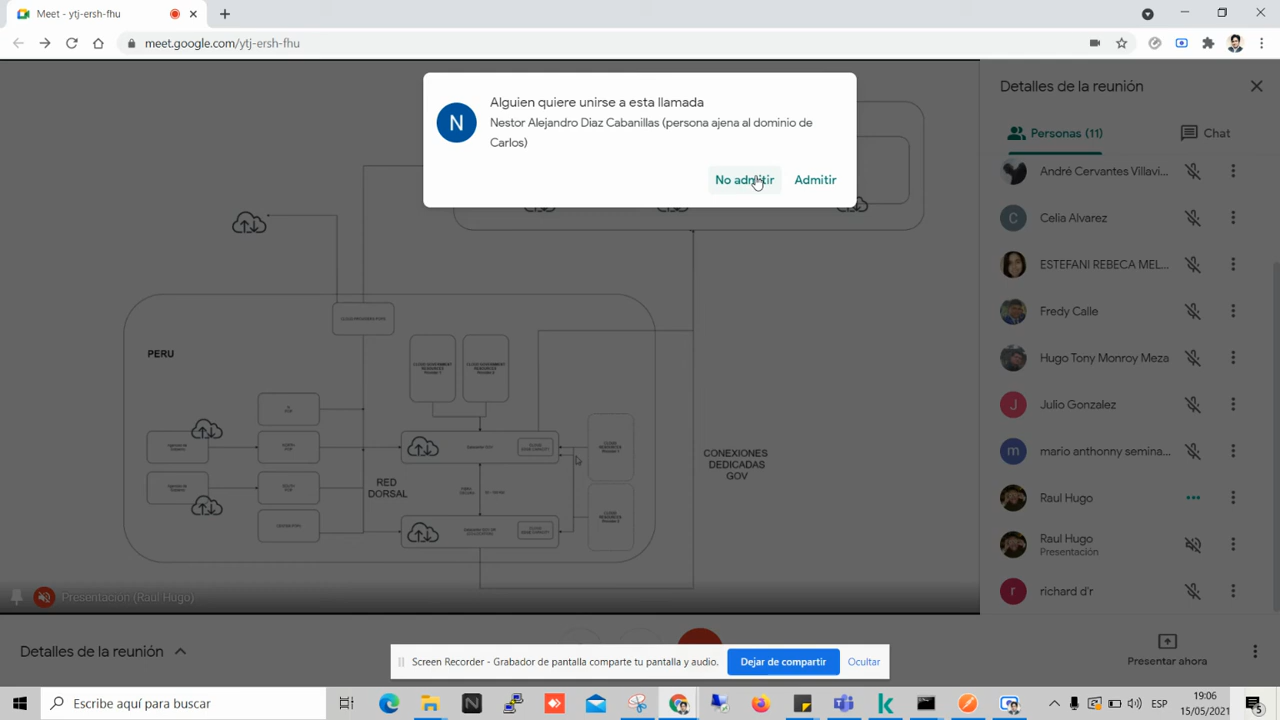 Meet - ytj-ersh-fhu
meet.google.com/ytj-ersh-fhu
Alguien quiere unirse a esta llamada
N
Nestor Alejandro Diaz Cabanillas (persona ajena al dominio de
Carlos)
No admitir
Admitir
Detalles de la reunión
Personas (11)
Chat
André Cervantes Villavi...
C
Celia Alvarez
ESTEFANI REBECA MEL...
Fredy Calle
Hugo Tony Monroy Meza
J
Julio Gonzalez
m
mario anthonny semina...
Raul Hugo
Raul Hugo
Presentación
r
richard d'r
PERU
RED
DORSAL
CONEXIONES
DEDICADAS
GOV
Presentación (Raul Hugo)
Detalles de la reunión
Screen Recorder - Grabador de pantalla comparte tu pantalla y audio.
Dejar de compartir
Ocultar
Presentar ahora
Escribe aquí para buscar
ESP
19:06
15/05/2021
5